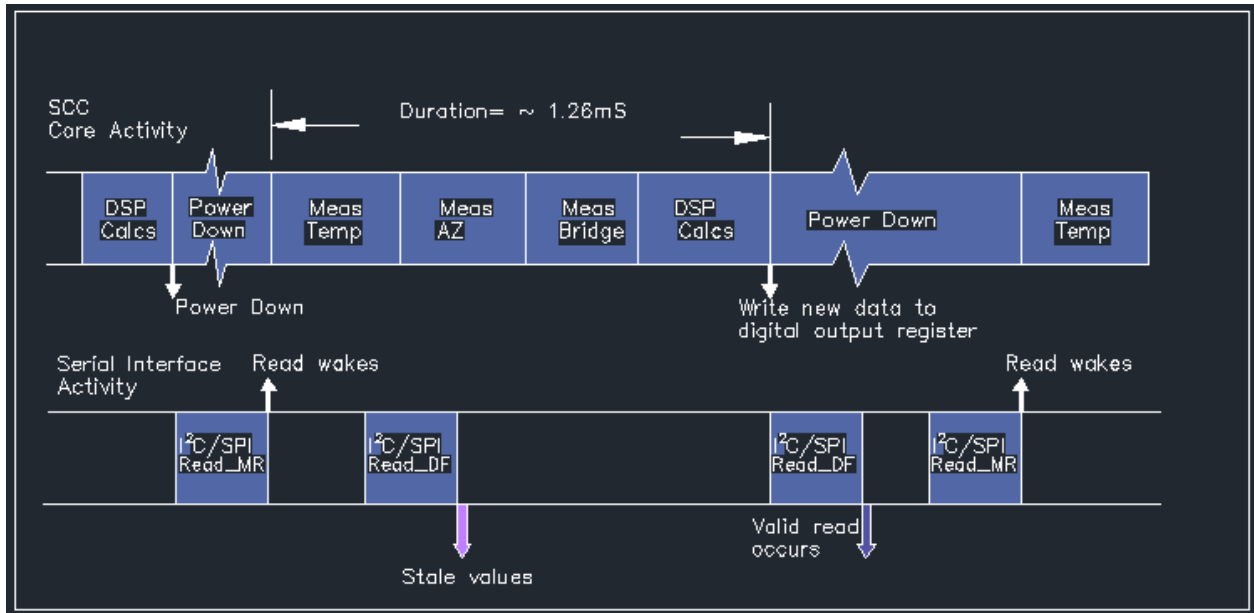 SCC
Core Activity
Duration= ~ 1.26mS
DSP
Calcs
Power
Down
Meas
Temp
Meas
AZ
Meas
Bridge
DSP
Calcs
Power Down
Meas
Temp
Power Down
Write new data to
digital output register
Serial Interface
Activity
Read wakes
Read wakes
I²C/SPI
Read_MR
I²C/SPI
Read_DF
I²C/SPI
Read_DF
I²C/SPI
Read_MR
Stale values
Valid read
occurs